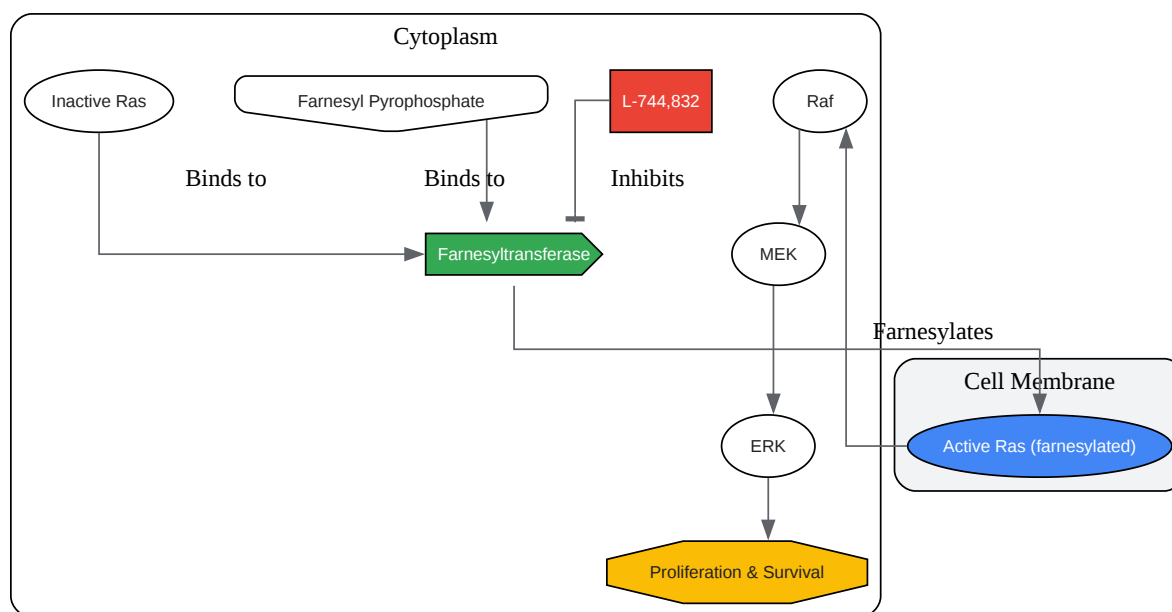 Cytoplasm
Inactive Ras
Farnesyl Pyrophosphate
L-744,832
Raf
Binds to
Binds to
Inhibits
Farnesyltransferase
MEK
Farnesylates
Cell Membrane
ERK
Active Ras (farnesylated)
Proliferation & Survival